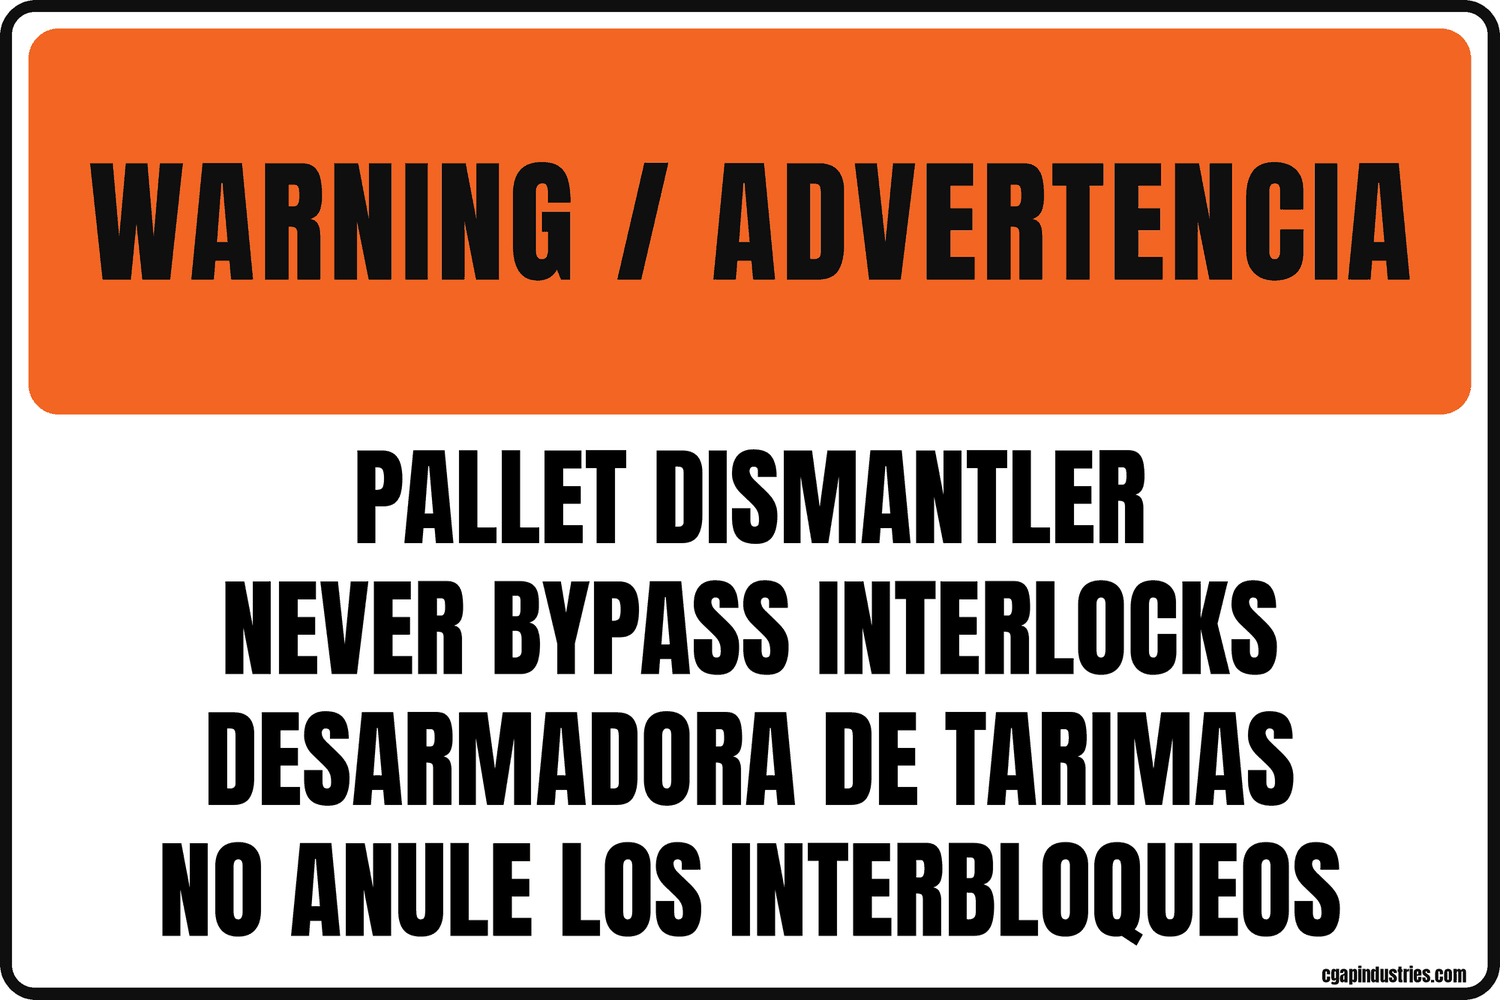 WARNING / ADVERTENCIA
PALLET DISMANTLER
NEVER BYPASS INTERLOCKS
DESARMADORA DE TARIMAS
NO ANULE LOS INTERBLOQUEOS
cgapindustries.com